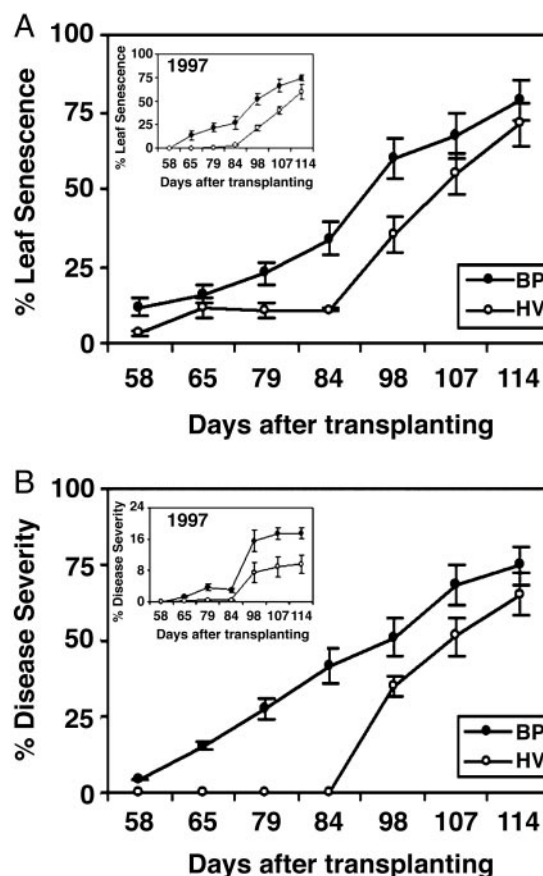 A
% Leaf Senescence
100
75
50
25
0
1997
% Leaf Senescence
100
75
50
25
0
58 65 79 84 98 107 114
Days after transplanting
BP
HV
58 65 79 84 98 107 114
Days after transplanting
B
% Disease Severity
100
75
50
25
0
1997
% Disease Severity
24
16
8
0
58 65 79 84 98 107 114
Days after transplanting
BP
HV
58 65 79 84 98 107 114
Days after transplanting